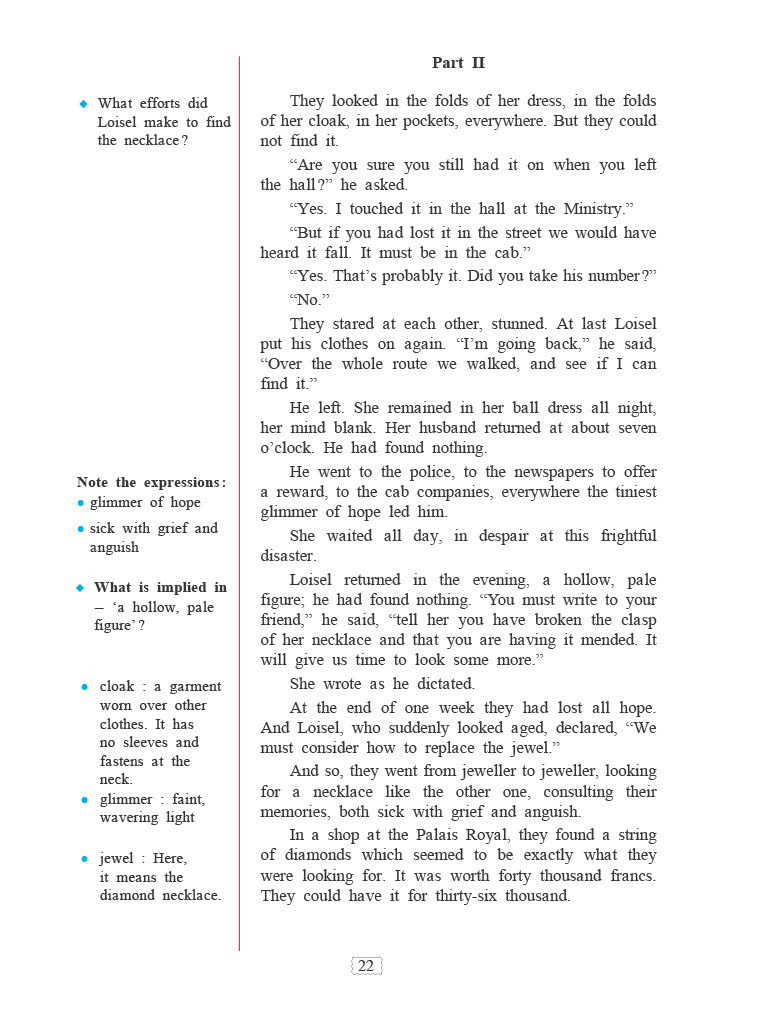 Part II
What efforts did
Loisel make to find
the necklace?
They looked in the folds of her dress, in the folds
of her cloak, in her pockets, everywhere. But they could
not find it.
“Are you sure you still had it on when you left
the hall?” he asked.
“Yes. I touched it in the hall at the Ministry.”
“But if you had lost it in the street we would have
heard it fall. It must be in the cab.”
“Yes. That’s probably it. Did you take his number?”
“No.”
They stared at each other, stunned. At last Loisel
put his clothes on again. “I’m going back,” he said,
“Over the whole route we walked, and see if I can
find it.”
He left. She remained in her ball dress all night,
her mind blank. Her husband returned at about seven
o’clock. He had found nothing.
Note the expressions:
glimmer of hope
sick with grief and
anguish
He went to the police, to the newspapers to offer
a reward, to the cab companies, everywhere the tiniest
glimmer of hope led him.
She waited all day, in despair at this frightful
disaster.
What is implied in
– ‘a hollow, pale
figure’?
Loisel returned in the evening, a hollow, pale
figure; he had found nothing. “You must write to your
friend,” he said, “tell her you have broken the clasp
of her necklace and that you are having it mended. It
will give us time to look some more.”
She wrote as he dictated.
cloak : a garment
worn over other
clothes. It has
no sleeves and
fastens at the
neck.
glimmer : faint,
wavering light
jewel : Here,
it means the
diamond necklace.
At the end of one week they had lost all hope.
And Loisel, who suddenly looked aged, declared, “We
must consider how to replace the jewel.”
And so, they went from jeweller to jeweller, looking
for a necklace like the other one, consulting their
memories, both sick with grief and anguish.
In a shop at the Palais Royal, they found a string
of diamonds which seemed to be exactly what they
were looking for. It was worth forty thousand francs.
They could have it for thirty-six thousand.
22